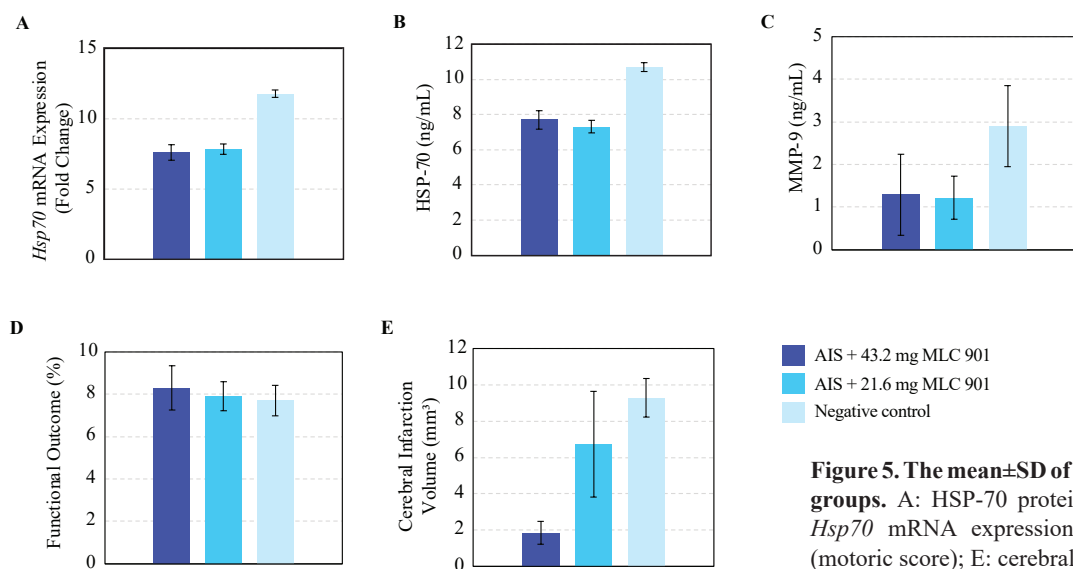 A
Hsp70 mRNA Expression
(Fold Change)
15
10
5
0
B
HSP-70 (ng/mL)
12
10
8
6
4
2
0
C
MMP-9 (ng/mL)
5
4
3
2
1
0
D
Functional Outcome (%)
10
8
6
4
2
0
E
Cerebral Infarction
Volume (mm³)
12
10
8
6
4
2
0
AIS + 43.2 mg MLC 901
AIS + 21.6 mg MLC 901
Negative control
Figure 5. The mean±SD of
groups. A: HSP-70 protein
Hsp70 mRNA expression
(motoric score); E: cerebral